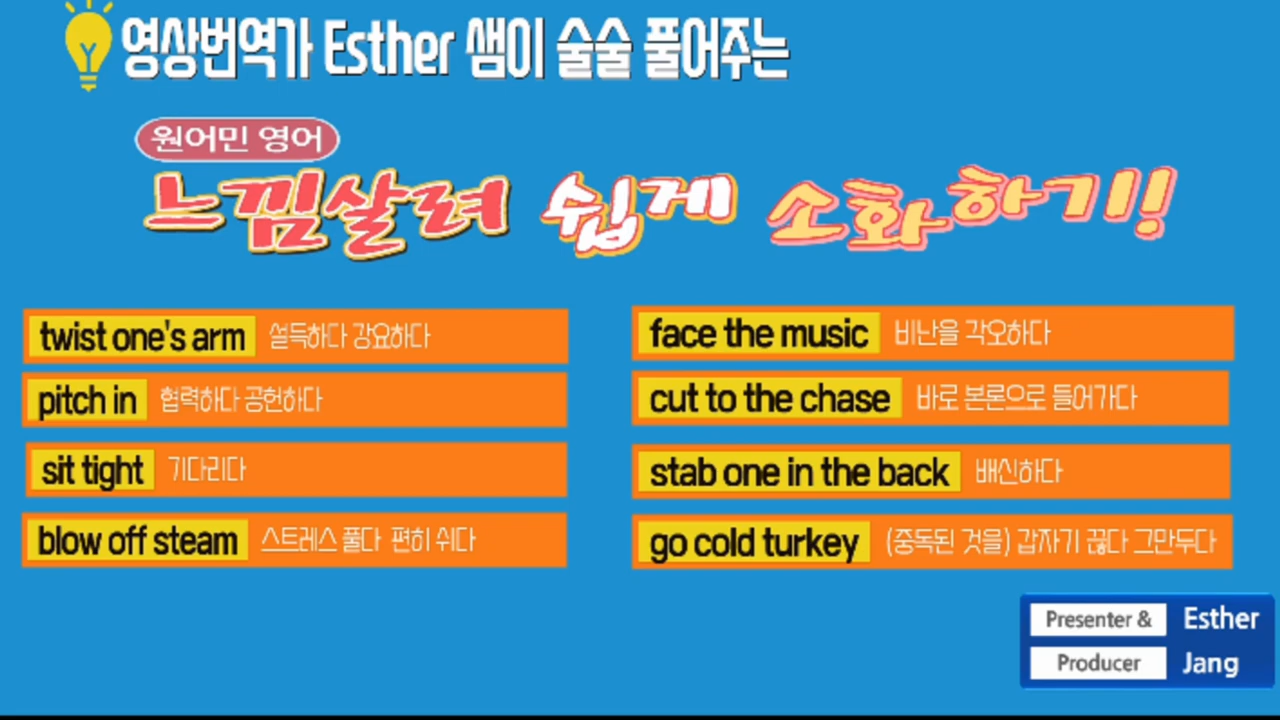 영상번역가 Esther 샘이 술술 풀어주는
원어민 영어
느낌살려 쉽게 소화하기!
twist one's arm 설득하다 강요하다
pitch in 협력하다 공헌하다
sit tight 기다리다
blow off steam 스트레스 풀다 편히 쉬다
face the music 비난을 각오하다
cut to the chase 바로 본론으로 들어가다
stab one in the back 배신하다
go cold turkey (중독된 것을) 갑자기 끊다 그만두다
Presenter & Esther
Producer Jang